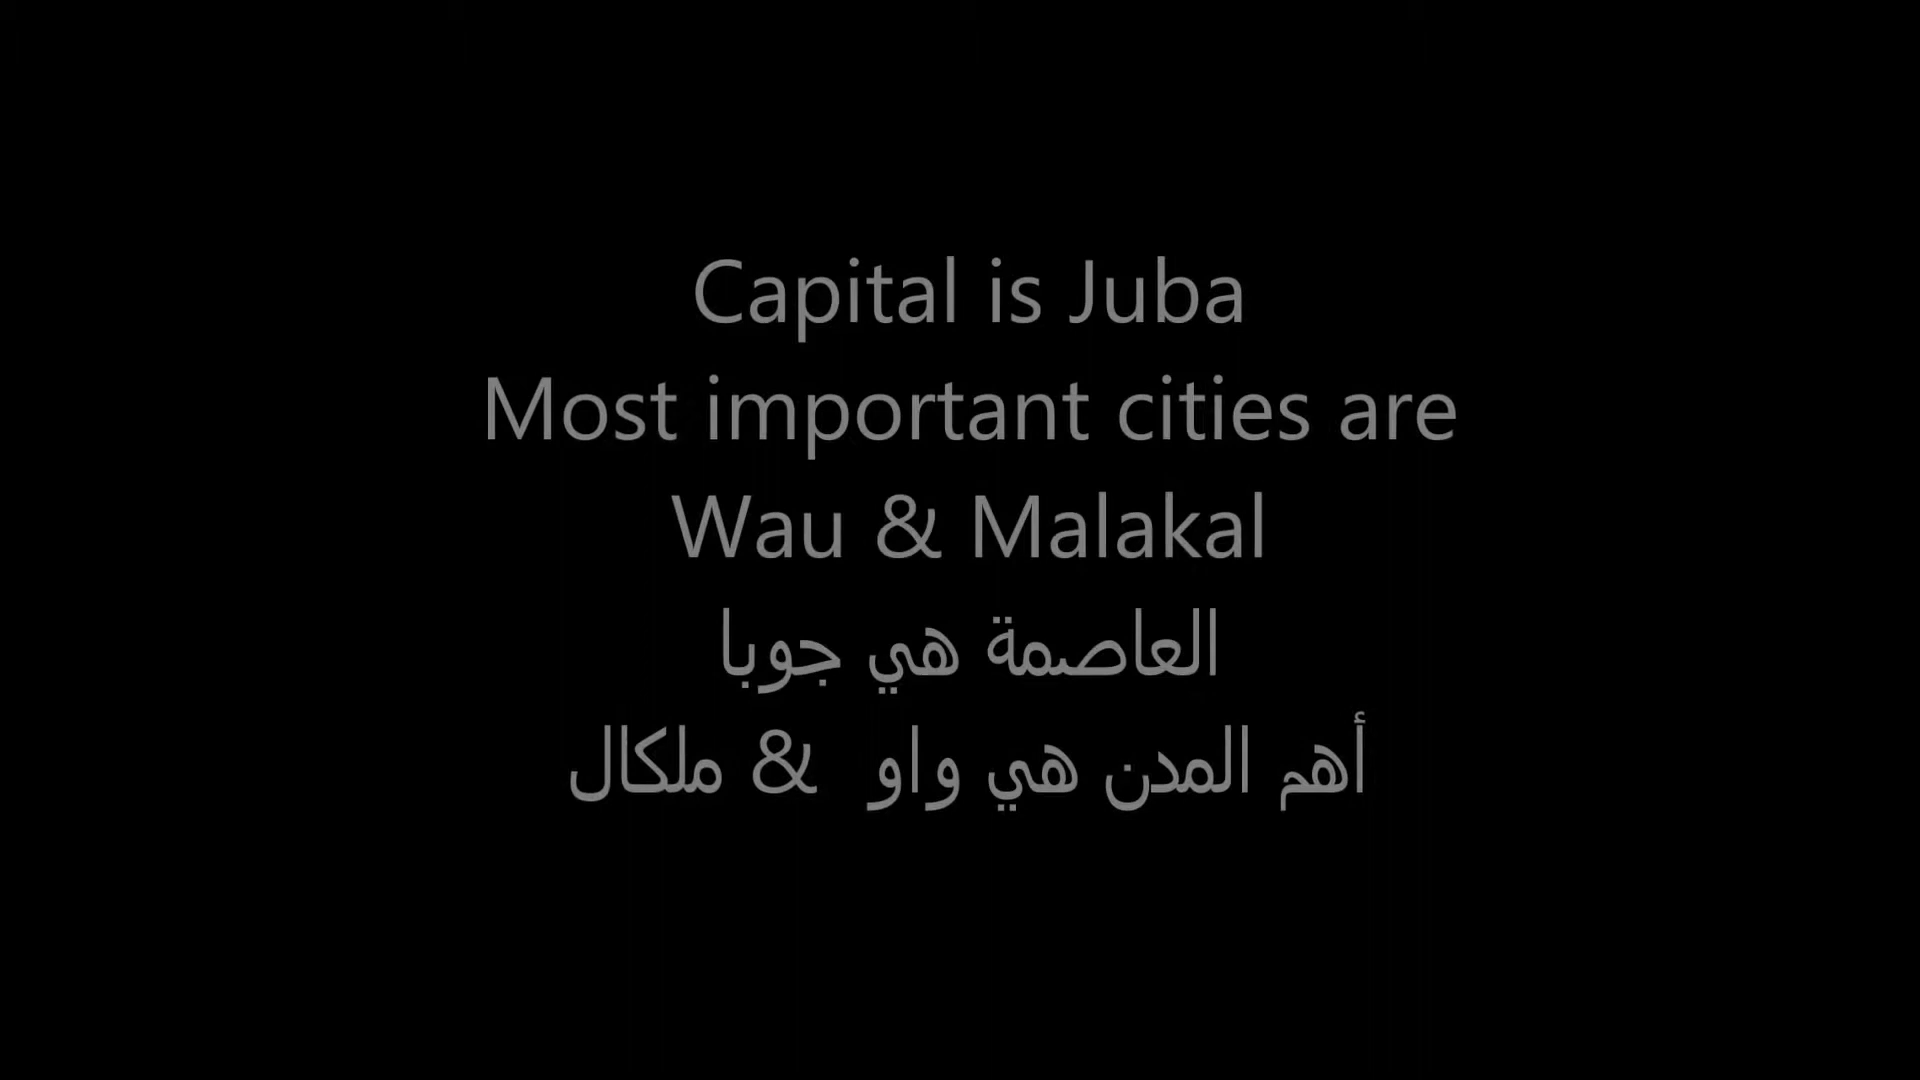 Capital is Juba
Most important cities are
Wau & Malakal
العاصمة هي جوبا
أهم المدن هي واو & ملكال